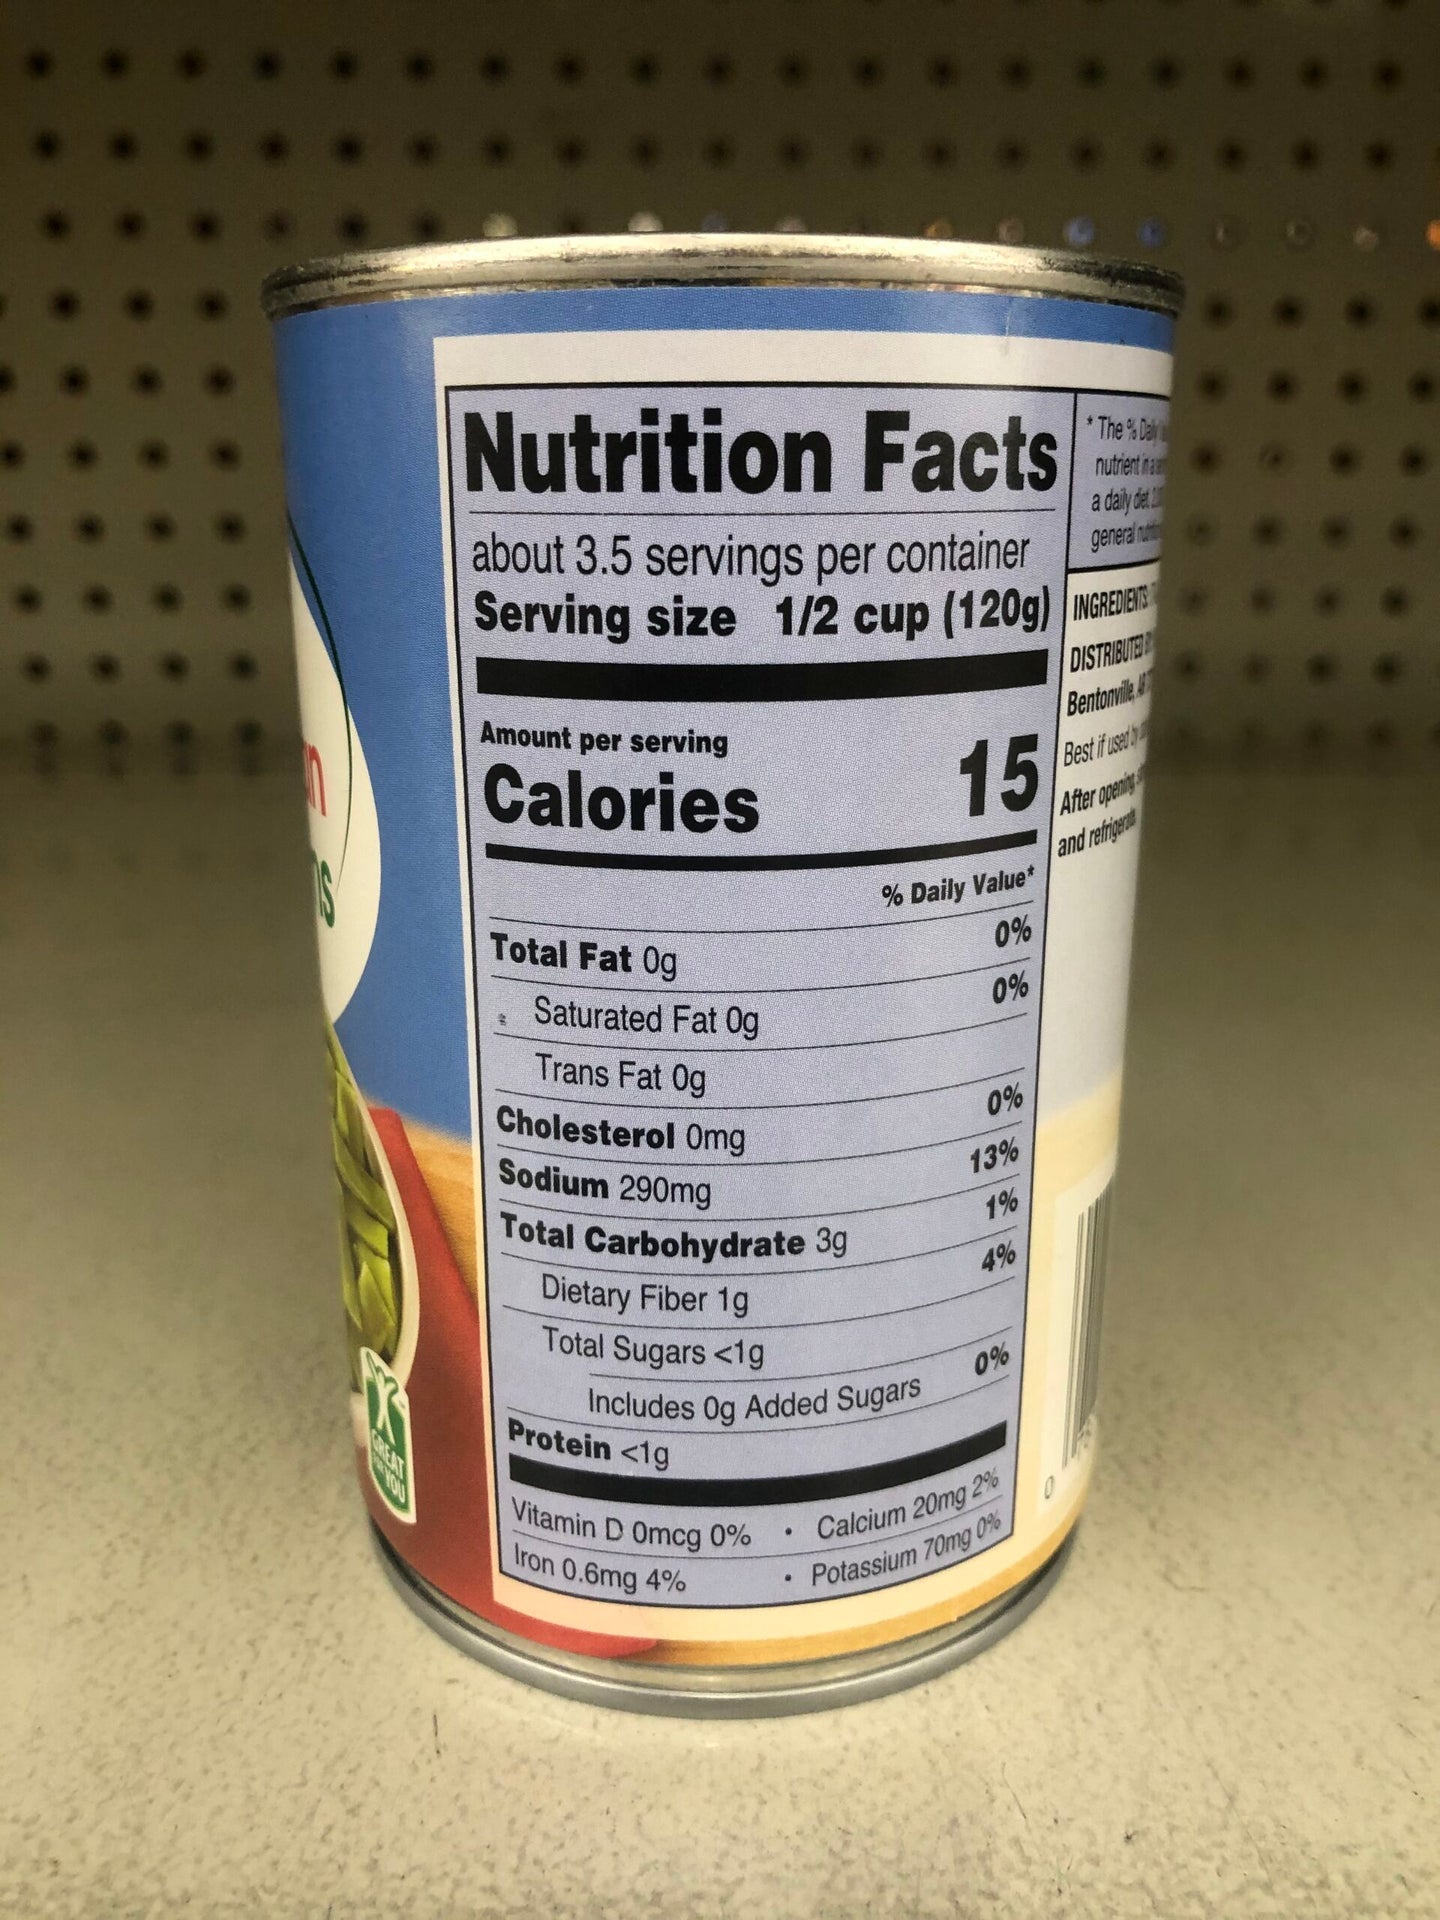 Nutrition Facts
about 3.5 servings per container
Serving size 1/2 cup (120g)
Amount per serving
Calories 15
% Daily Value*
Total Fat 0g 0%
Saturated Fat 0g 0%
Trans Fat 0g
Cholesterol 0mg 0%
Sodium 290mg 13%
Total Carbohydrate 3g 1%
Dietary Fiber 1g 4%
Total Sugars <1g
Includes 0g Added Sugars 0%
Protein <1g
Vitamin D 0mcg 0% • Calcium 20mg 2%
Iron 0.6mg 4% • Potassium 70mg 0%
* The % Daily
nutrient in a
a daily diet.
general
INGREDIENTS:
DISTRIBUTED
Bentonville, AR
Best if used by
After opening,
and refrigerate.
GREAT
FOR YOU
0